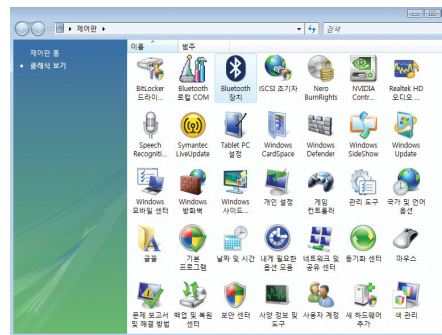 제어판
검색
제어판 홈
클래식 보기
이름
범주
BitLocker
드라이...
Bluetooth
로컬 COM
Bluetooth
장치
iSCSI 초기자
Nero
BurnRights
NVIDIA
Contr...
Realtek HD
오디오 ...
Speech
Recogniti...
Symantec
LiveUpdate
Tablet PC
설정
Windows
CardSpace
Windows
Defender
Windows
SideShow
Windows
Update
Windows
모바일 센터
Windows
방화벽
Windows
사이드...
개인 설정
게임
컨트롤러
관리 도구
국가 및 언어
옵션
글꼴
기본
프로그램
날짜 및 시간
내게 필요한
옵션 모음
네트워크 및
공유 센터
동기화 센터
마우스
문제 보고서
및 해결 방법
백업 및 복원
센터
보안 센터
사양 정보 및
도구
사용자 계정
새 하드웨어
추가
색 관리